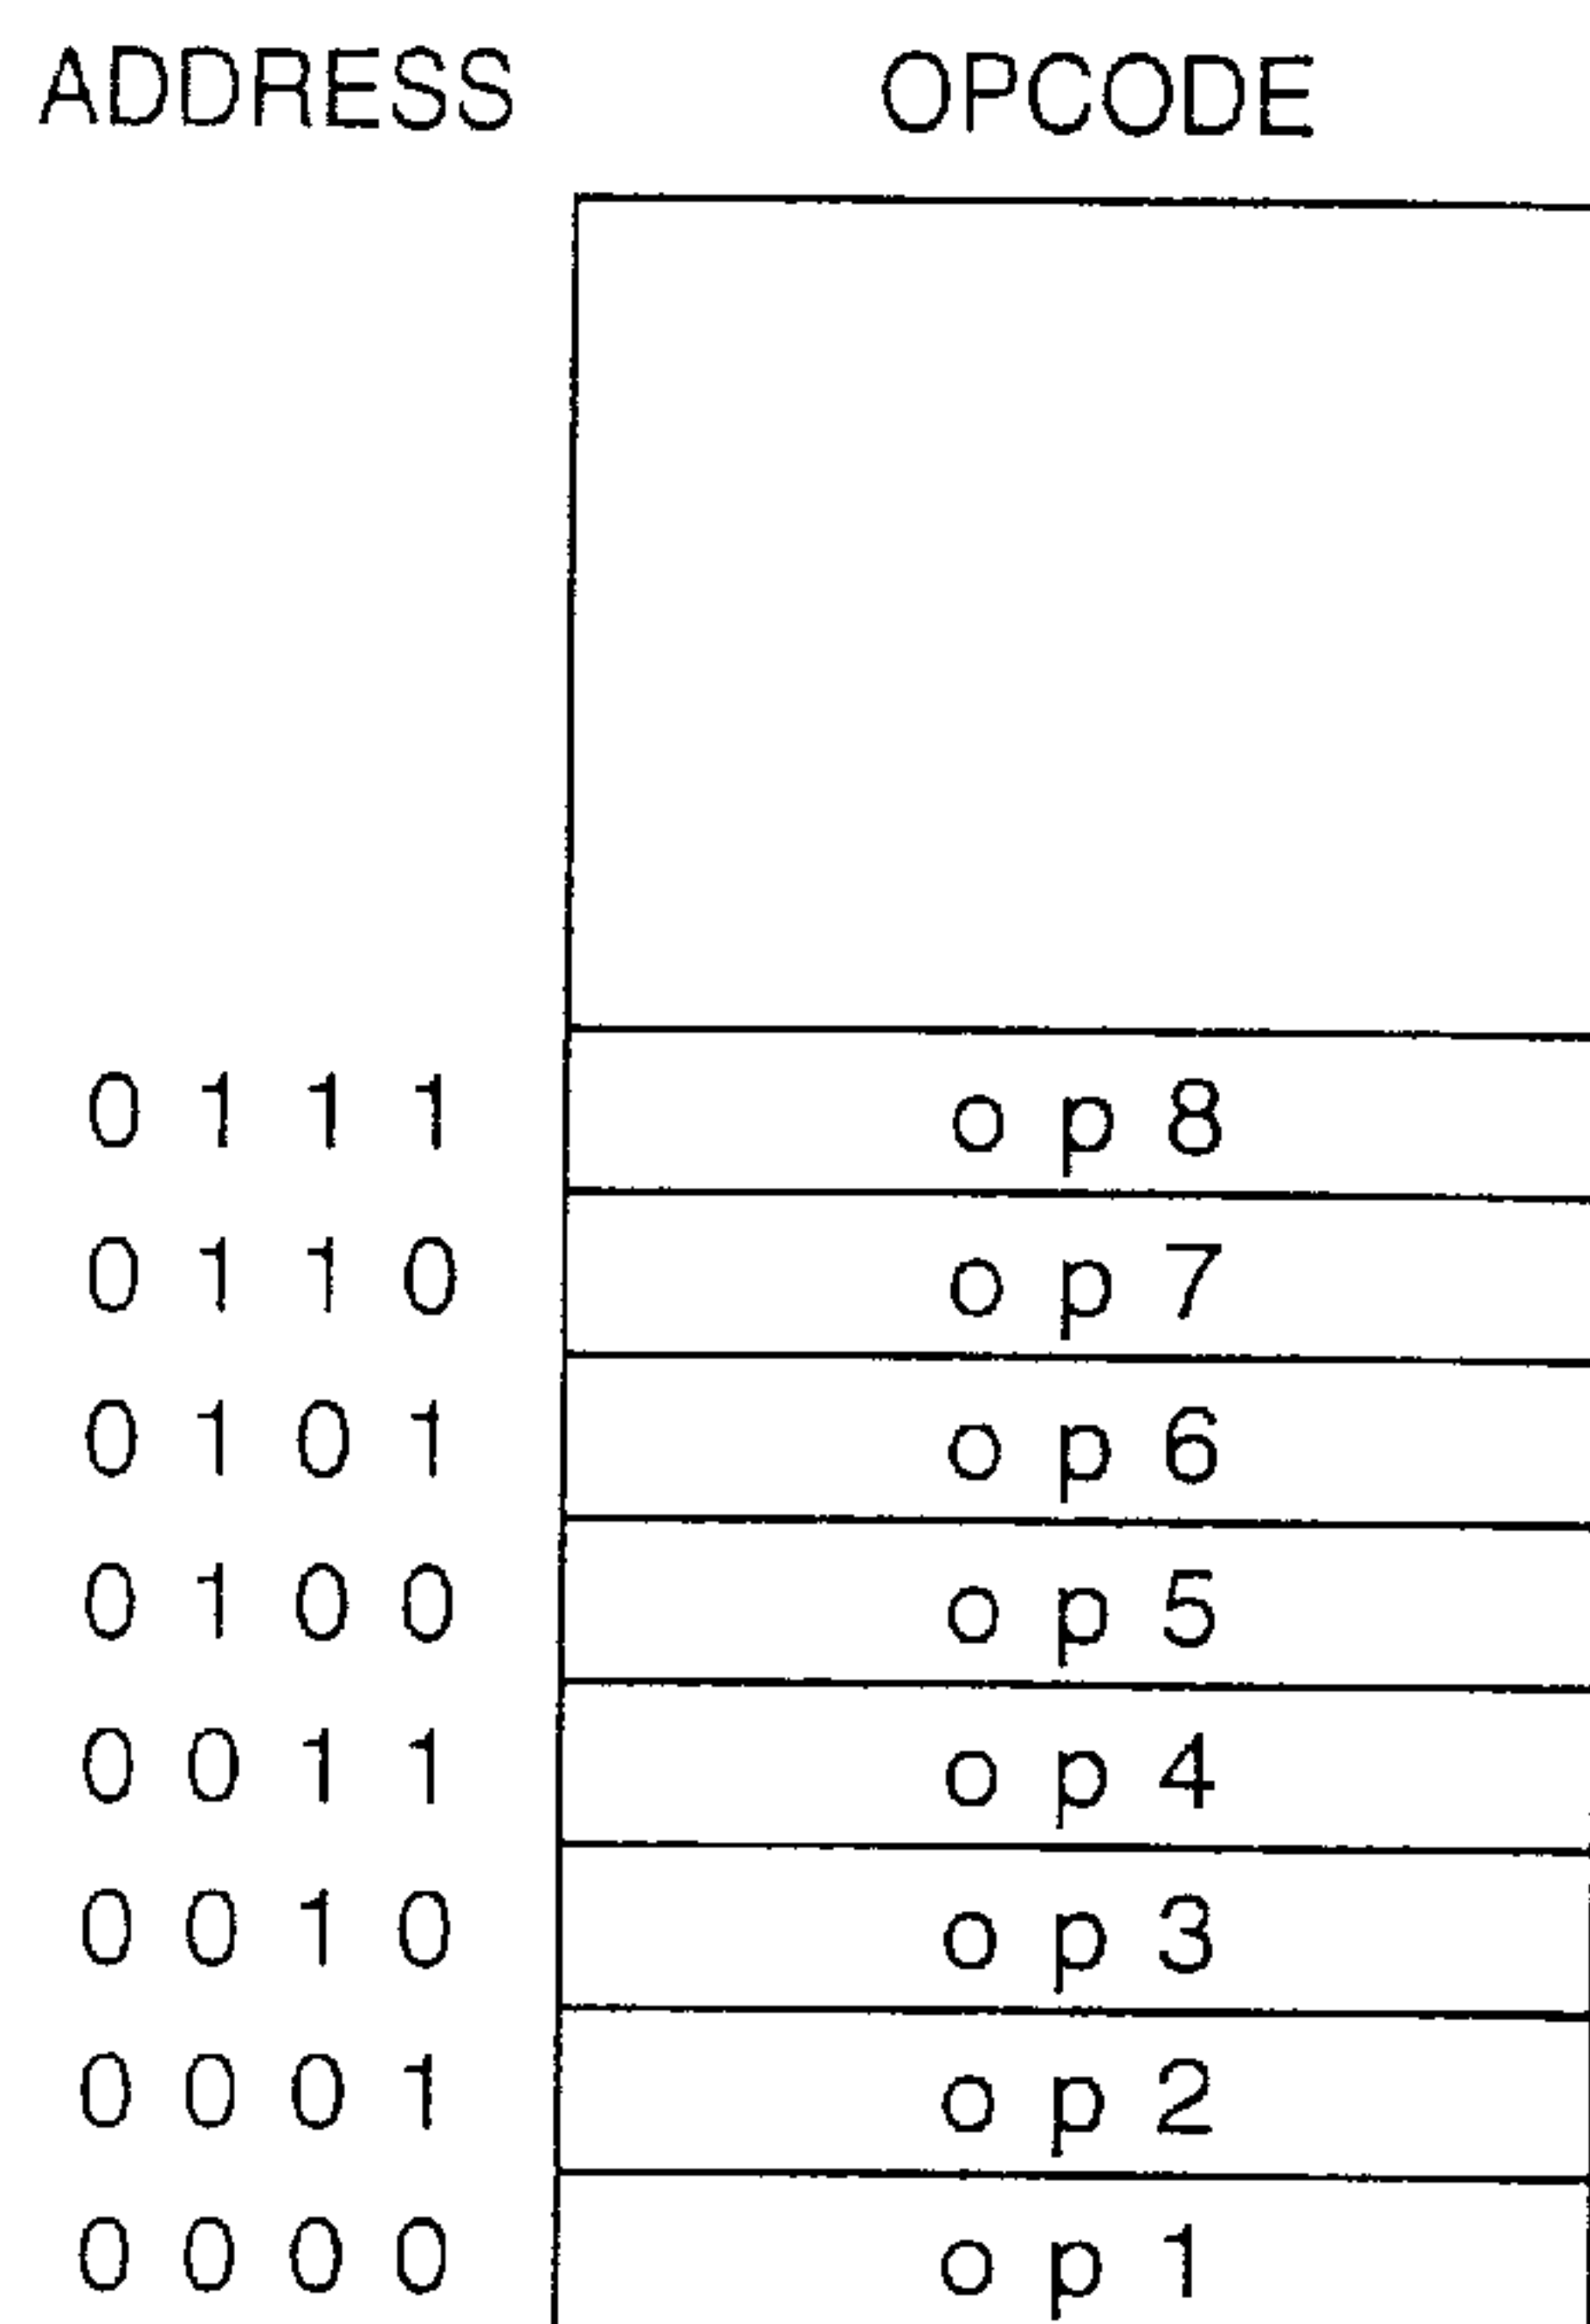 ADDRESS OPCODE
0 1 1 1 o p 8
0 1 1 0 o p 7
0 1 0 1 o p 6
0 1 0 0 o p 5
0 0 1 1 o p 4
0 0 1 0 o p 3
0 0 0 1 o p 2
0 0 0 0 o p 1